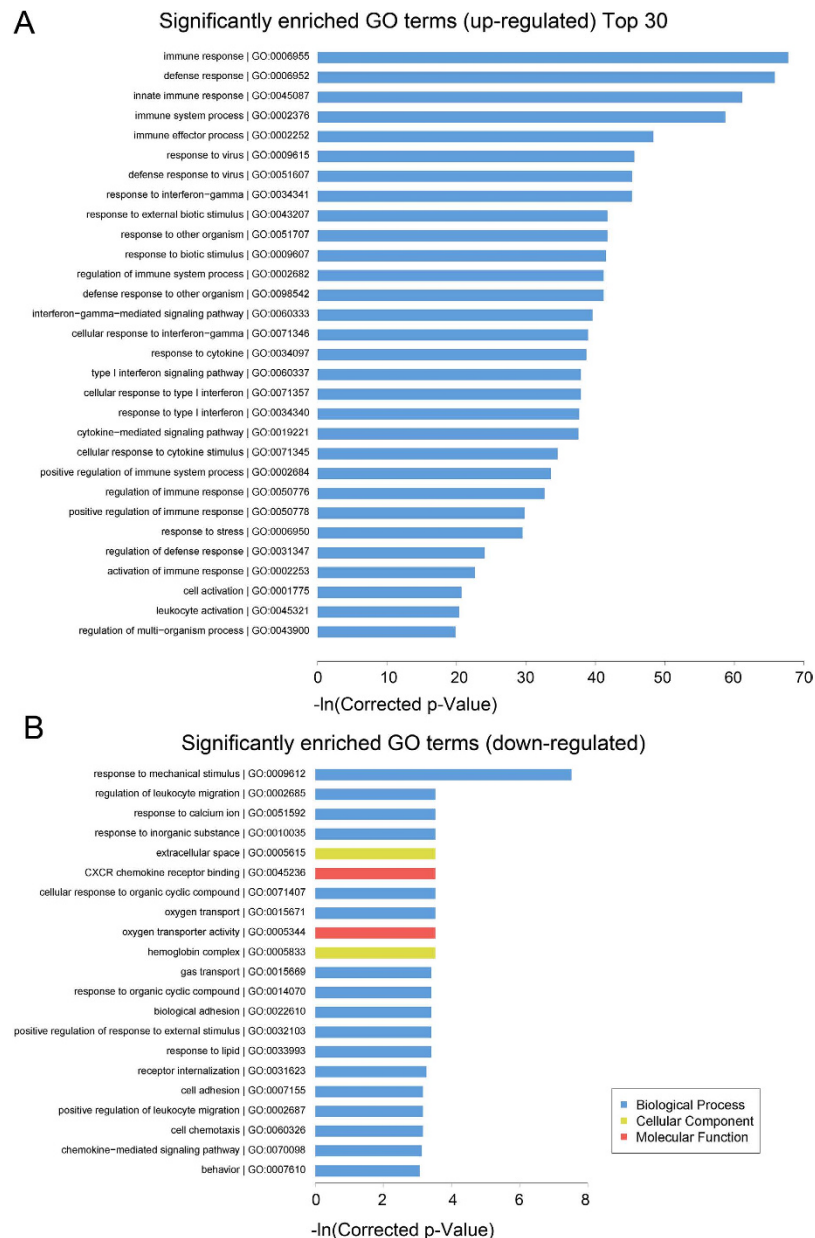 A
Significantly enriched GO terms (up-regulated) Top 30
immune response | GO:0006955
defense response | GO:0006952
innate immune response | GO:0045087
immune system process | GO:0002376
immune effector process | GO:0002252
response to virus | GO:0009615
defense response to virus | GO:0051607
response to interferon-gamma | GO:0034341
response to external biotic stimulus | GO:0043207
response to other organism | GO:0051707
response to biotic stimulus | GO:0009607
regulation of immune system process | GO:0002682
defense response to other organism | GO:0098542
interferon-gamma-mediated signaling pathway | GO:0060333
cellular response to interferon-gamma | GO:0071346
response to cytokine | GO:0034097
type I interferon signaling pathway | GO:0060337
cellular response to type I interferon | GO:0071357
response to type I interferon | GO:0034340
cytokine-mediated signaling pathway | GO:0019221
cellular response to cytokine stimulus | GO:0071345
positive regulation of immune system process | GO:0002684
regulation of immune response | GO:0050776
positive regulation of immune response | GO:0050778
response to stress | GO:0006950
regulation of defense response | GO:0031347
activation of immune response | GO:0002253
cell activation | GO:0001775
leukocyte activation | GO:0045321
regulation of multi-organism process | GO:0043900
0 10 20 30 40 50 60 70
-ln(Corrected p-Value)
B
Significantly enriched GO terms (down-regulated)
response to mechanical stimulus | GO:0009612
regulation of leukocyte migration | GO:0002685
response to calcium ion | GO:0051592
response to inorganic substance | GO:0010035
extracellular space | GO:0005615
CXCR chemokine receptor binding | GO:0045236
cellular response to organic cyclic compound | GO:0071407
oxygen transport | GO:0015671
oxygen transporter activity | GO:0005344
hemoglobin complex | GO:0005833
gas transport | GO:0015669
response to organic cyclic compound | GO:0014070
biological adhesion | GO:0022610
positive regulation of response to external stimulus | GO:0032103
response to lipid | GO:0033993
receptor internalization | GO:0031623
cell adhesion | GO:0007155
positive regulation of leukocyte migration | GO:0002687
cell chemotaxis | GO:0060326
chemokine-mediated signaling pathway | GO:0070098
behavior | GO:0007610
Biological Process
Cellular Component
Molecular Function
0 2 4 6 8
-ln(Corrected p-Value)